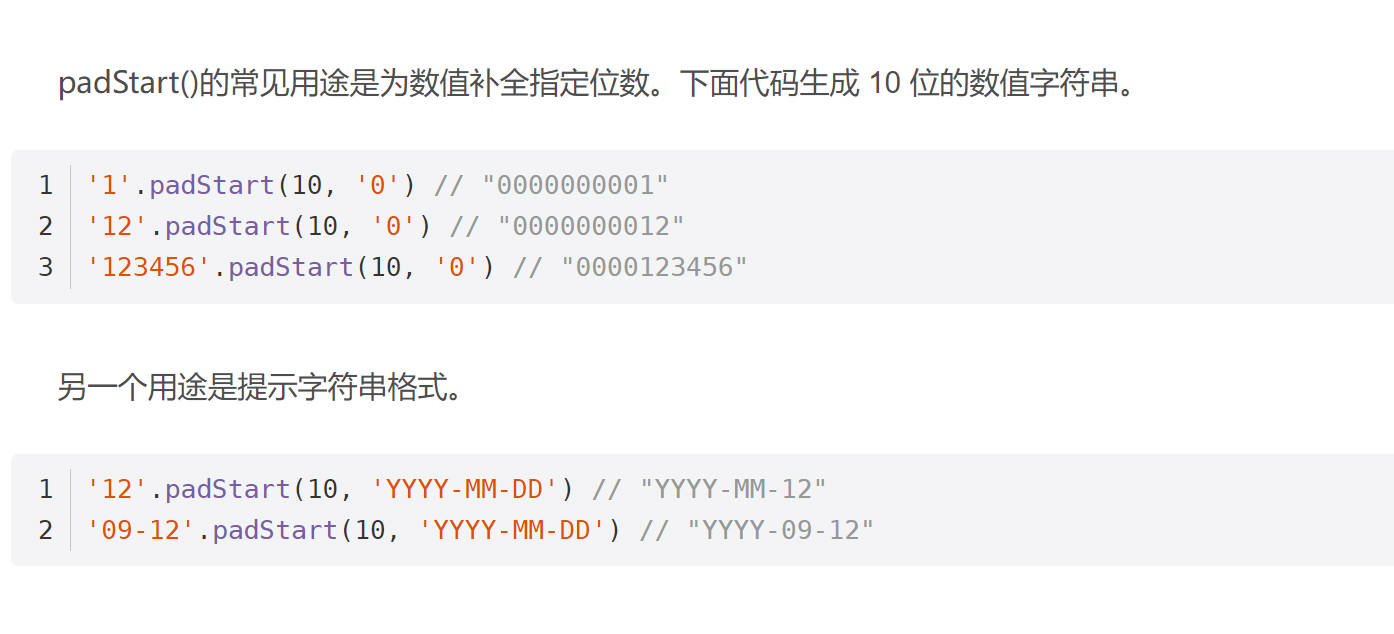 padStart()的常见用途是为数值补全指定位数。下面代码生成 10 位的数值字符串。
1 '1'.padStart(10, '0') // "0000000001"
2 '12'.padStart(10, '0') // "0000000012"
3 '123456'.padStart(10, '0') // "0000123456"
另一个用途是提示字符串格式。
1 '12'.padStart(10, 'YYYY-MM-DD') // "YYYY-MM-12"
2 '09-12'.padStart(10, 'YYYY-MM-DD') // "YYYY-09-12"